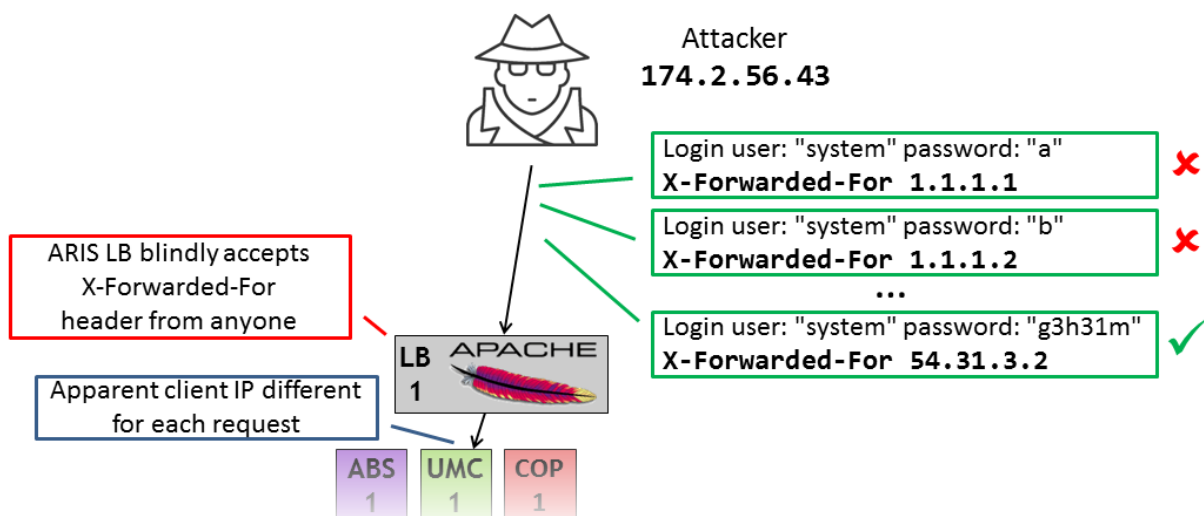 Attacker
174.2.56.43
Login user: "system" password: "a"
X-Forwarded-For 1.1.1.1
Login user: "system" password: "b"
X-Forwarded-For 1.1.1.2
...
Login user: "system" password: "g3h31m"
X-Forwarded-For 54.31.3.2
ARIS LB blindly accepts
X-Forwarded-For
header from anyone
LB APACHE
1
Apparent client IP different
for each request
ABS UMC COP
1 1 1